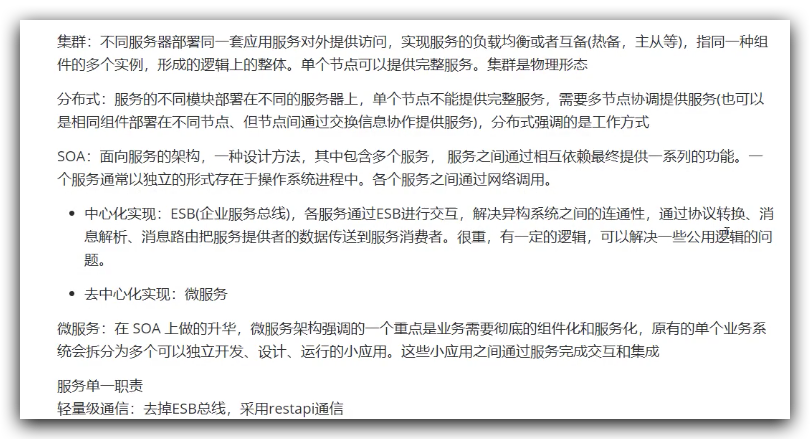 集群：不同服务器部署同一套应用服务对外提供访问，实现服务的负载均衡或者互备(热备，主从等)，指同一种组
件的多个实例，形成的逻辑上的整体。单个节点可以提供完整服务。集群是物理形态
分布式：服务的不同模块部署在不同的服务器上，单个节点不能提供完整服务，需要多节点协调提供服务(也可以
是相同组件部署在不同节点、但节点间通过交换信息协作提供服务)，分布式强调的是工作方式
SOA：面向服务的架构，一种设计方法，其中包含多个服务， 服务之间通过相互依赖最终提供一系列的功能。一
个服务通常以独立的形式存在于操作系统进程中。各个服务之间通过网络调用。
• 中心化实现：ESB(企业服务总线)，各服务通过ESB进行交互，解决异构系统之间的连通性，通过协议转换、消
息解析、消息路由把服务提供者的数据传送到服务消费者。很重，有一定的逻辑，可以解决一些公用逻辑的问
题。
• 去中心化实现：微服务
微服务：在 SOA 上做的升华，微服务架构强调的一个重点是业务需要彻底的组件化和服务化，原有的单个业务系
统会拆分为多个可以独立开发、设计、运行的小应用。这些小应用之间通过服务完成交互和集成
服务单一职责
轻量级通信：去掉ESB总线，采用restapi通信